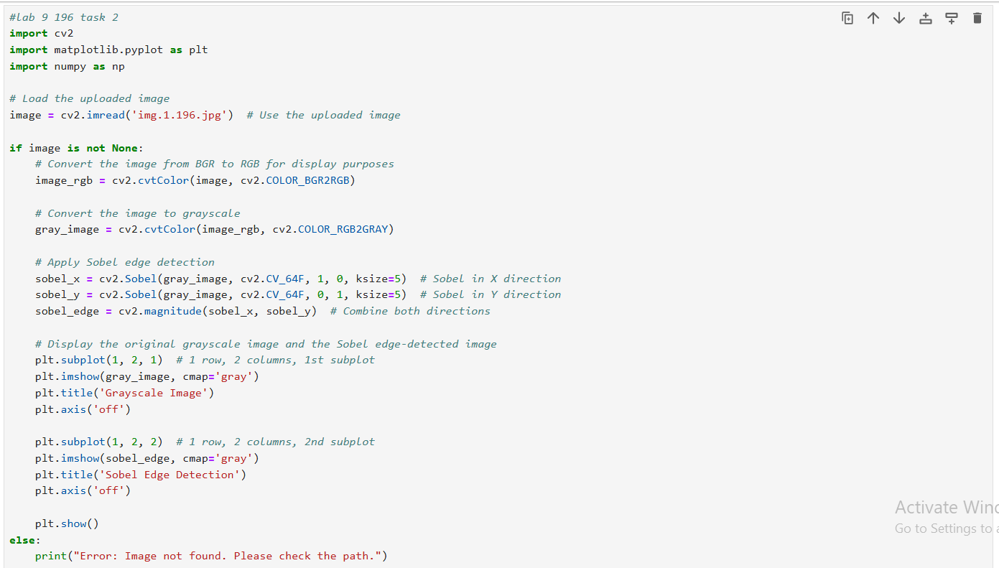 #lab 9 196 task 2
import cv2
import matplotlib.pyplot as plt
import numpy as np
# Load the uploaded image
image = cv2.imread('img.1.196.jpg')  # Use the uploaded image
if image is not None:
    # Convert the image from BGR to RGB for display purposes
    image_rgb = cv2.cvtColor(image, cv2.COLOR_BGR2RGB)
    # Convert the image to grayscale
    gray_image = cv2.cvtColor(image_rgb, cv2.COLOR_RGB2GRAY)
    # Apply Sobel edge detection
    sobel_x = cv2.Sobel(gray_image, cv2.CV_64F, 1, 0, ksize=5)  # Sobel in X direction
    sobel_y = cv2.Sobel(gray_image, cv2.CV_64F, 0, 1, ksize=5)  # Sobel in Y direction
    sobel_edge = cv2.magnitude(sobel_x, sobel_y)  # Combine both directions
    # Display the original grayscale image and the Sobel edge-detected image
    plt.subplot(1, 2, 1)  # 1 row, 2 columns, 1st subplot
    plt.imshow(gray_image, cmap='gray')
    plt.title('Grayscale Image')
    plt.axis('off')
    plt.subplot(1, 2, 2)  # 1 row, 2 columns, 2nd subplot
    plt.imshow(sobel_edge, cmap='gray')
    plt.title('Sobel Edge Detection')
    plt.axis('off')
    plt.show()
else:
    print("Error: Image not found. Please check the path.")
Activate Win
Go to Settings to